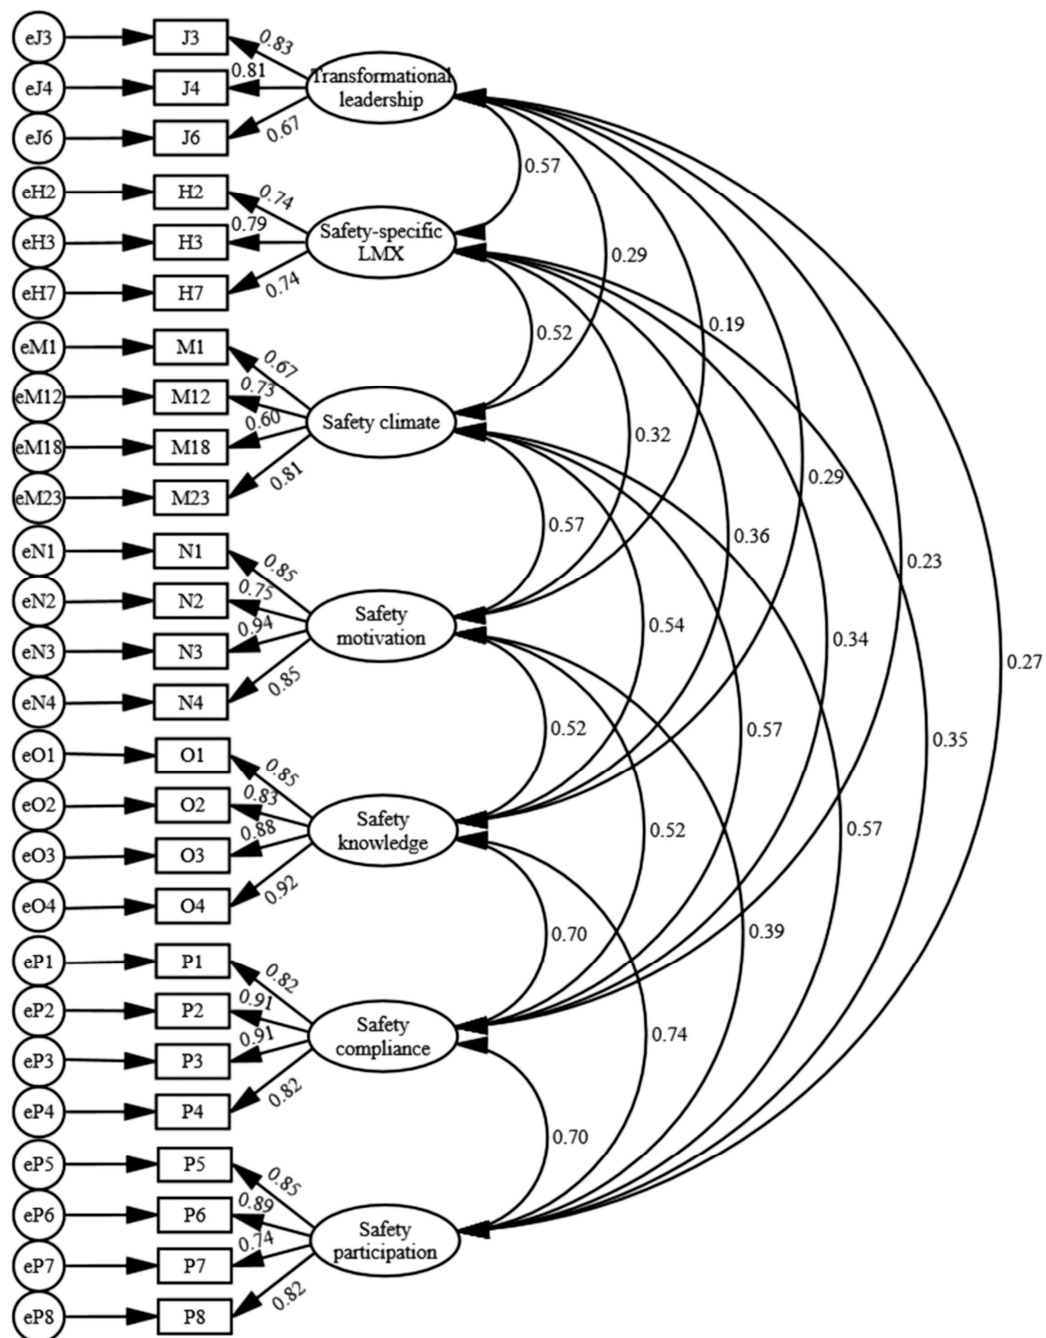 eJ3 J3 0.83
eJ4 J4 0.81
Transformational
leadership
eJ6 J6 0.67
0.57
eH2 H2 0.74
eH3 H3 0.79
Safety-specific
LMX
0.29
eH7 H7 0.74
0.52
0.19
eM1 M1 0.67
eM12 M12 0.73
Safety climate
0.32
eM18 M18 0.60
0.29
eM23 M23 0.81
0.57
0.36
eN1 N1 0.85
0.23
eN2 N2 0.75
Safety
motivation
0.54
0.34
eN3 N3 0.94
0.27
eN4 N4 0.85
0.52
0.57
0.35
eO1 O1 0.85
eO2 O2 0.83
Safety
knowledge
0.52
0.57
eO3 O3 0.88
eO4 O4 0.92
0.70
0.39
eP1 P1 0.82
eP2 P2 0.91
Safety
compliance
0.74
eP3 P3 0.91
eP4 P4 0.82
0.70
eP5 P5 0.85
eP6 P6 0.89
Safety
participation
eP7 P7 0.74
eP8 P8 0.82